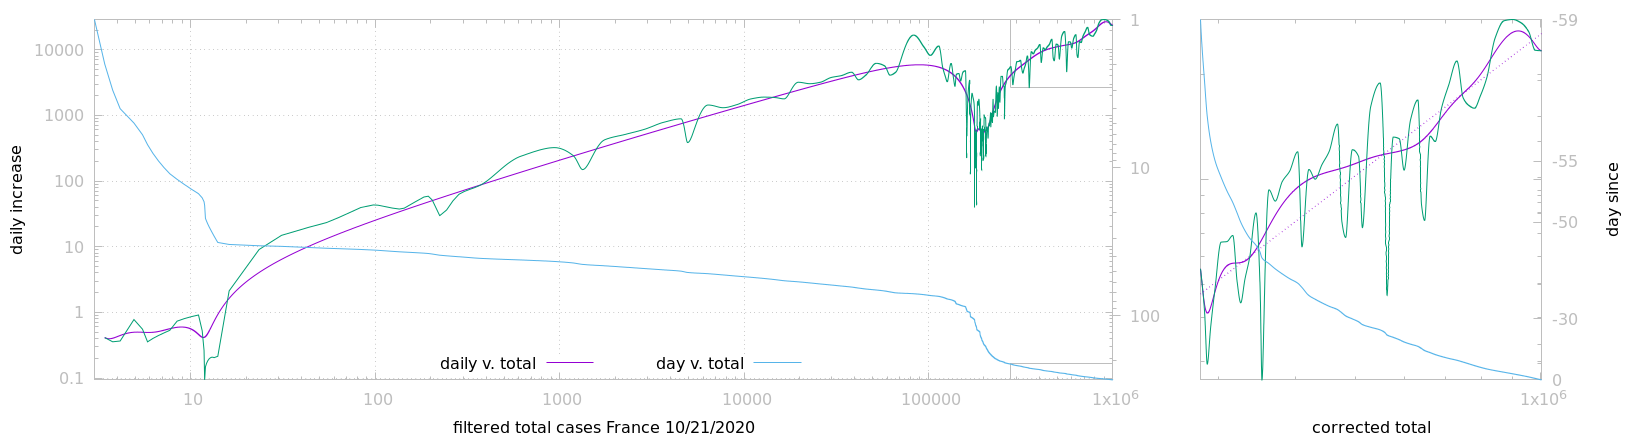 daily increase
10000
1000
100
10
1
0.1
10
100
1000
10000
100000
1x10^6
filtered total cases France 10/21/2020
daily v. total
day v. total
1
10
100
-59
-55
-50
-30
0
day since
1x10^6
corrected total